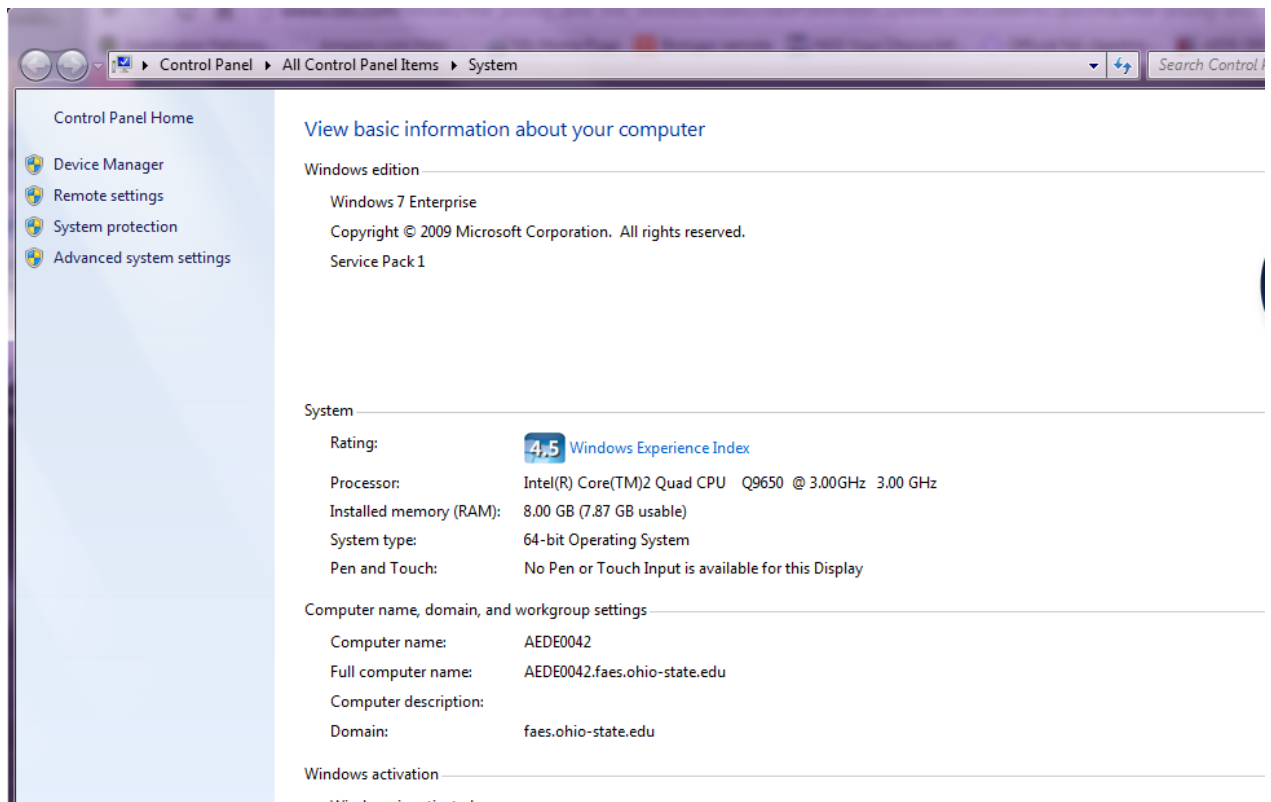 Control Panel ▸ All Control Panel Items ▸ System
Search Control
Control Panel Home
Device Manager
Remote settings
System protection
Advanced system settings
View basic information about your computer
Windows edition
Windows 7 Enterprise
Copyright © 2009 Microsoft Corporation.  All rights reserved.
Service Pack 1
System
Rating:
4,5 Windows Experience Index
Processor: Intel(R) Core(TM)2 Quad CPU    Q9650  @ 3.00GHz  3.00 GHz
Installed memory (RAM): 8.00 GB (7.87 GB usable)
System type: 64-bit Operating System
Pen and Touch: No Pen or Touch Input is available for this Display
Computer name, domain, and workgroup settings
Computer name: AEDE0042
Full computer name: AEDE0042.faes.ohio-state.edu
Computer description:
Domain: faes.ohio-state.edu
Windows activation